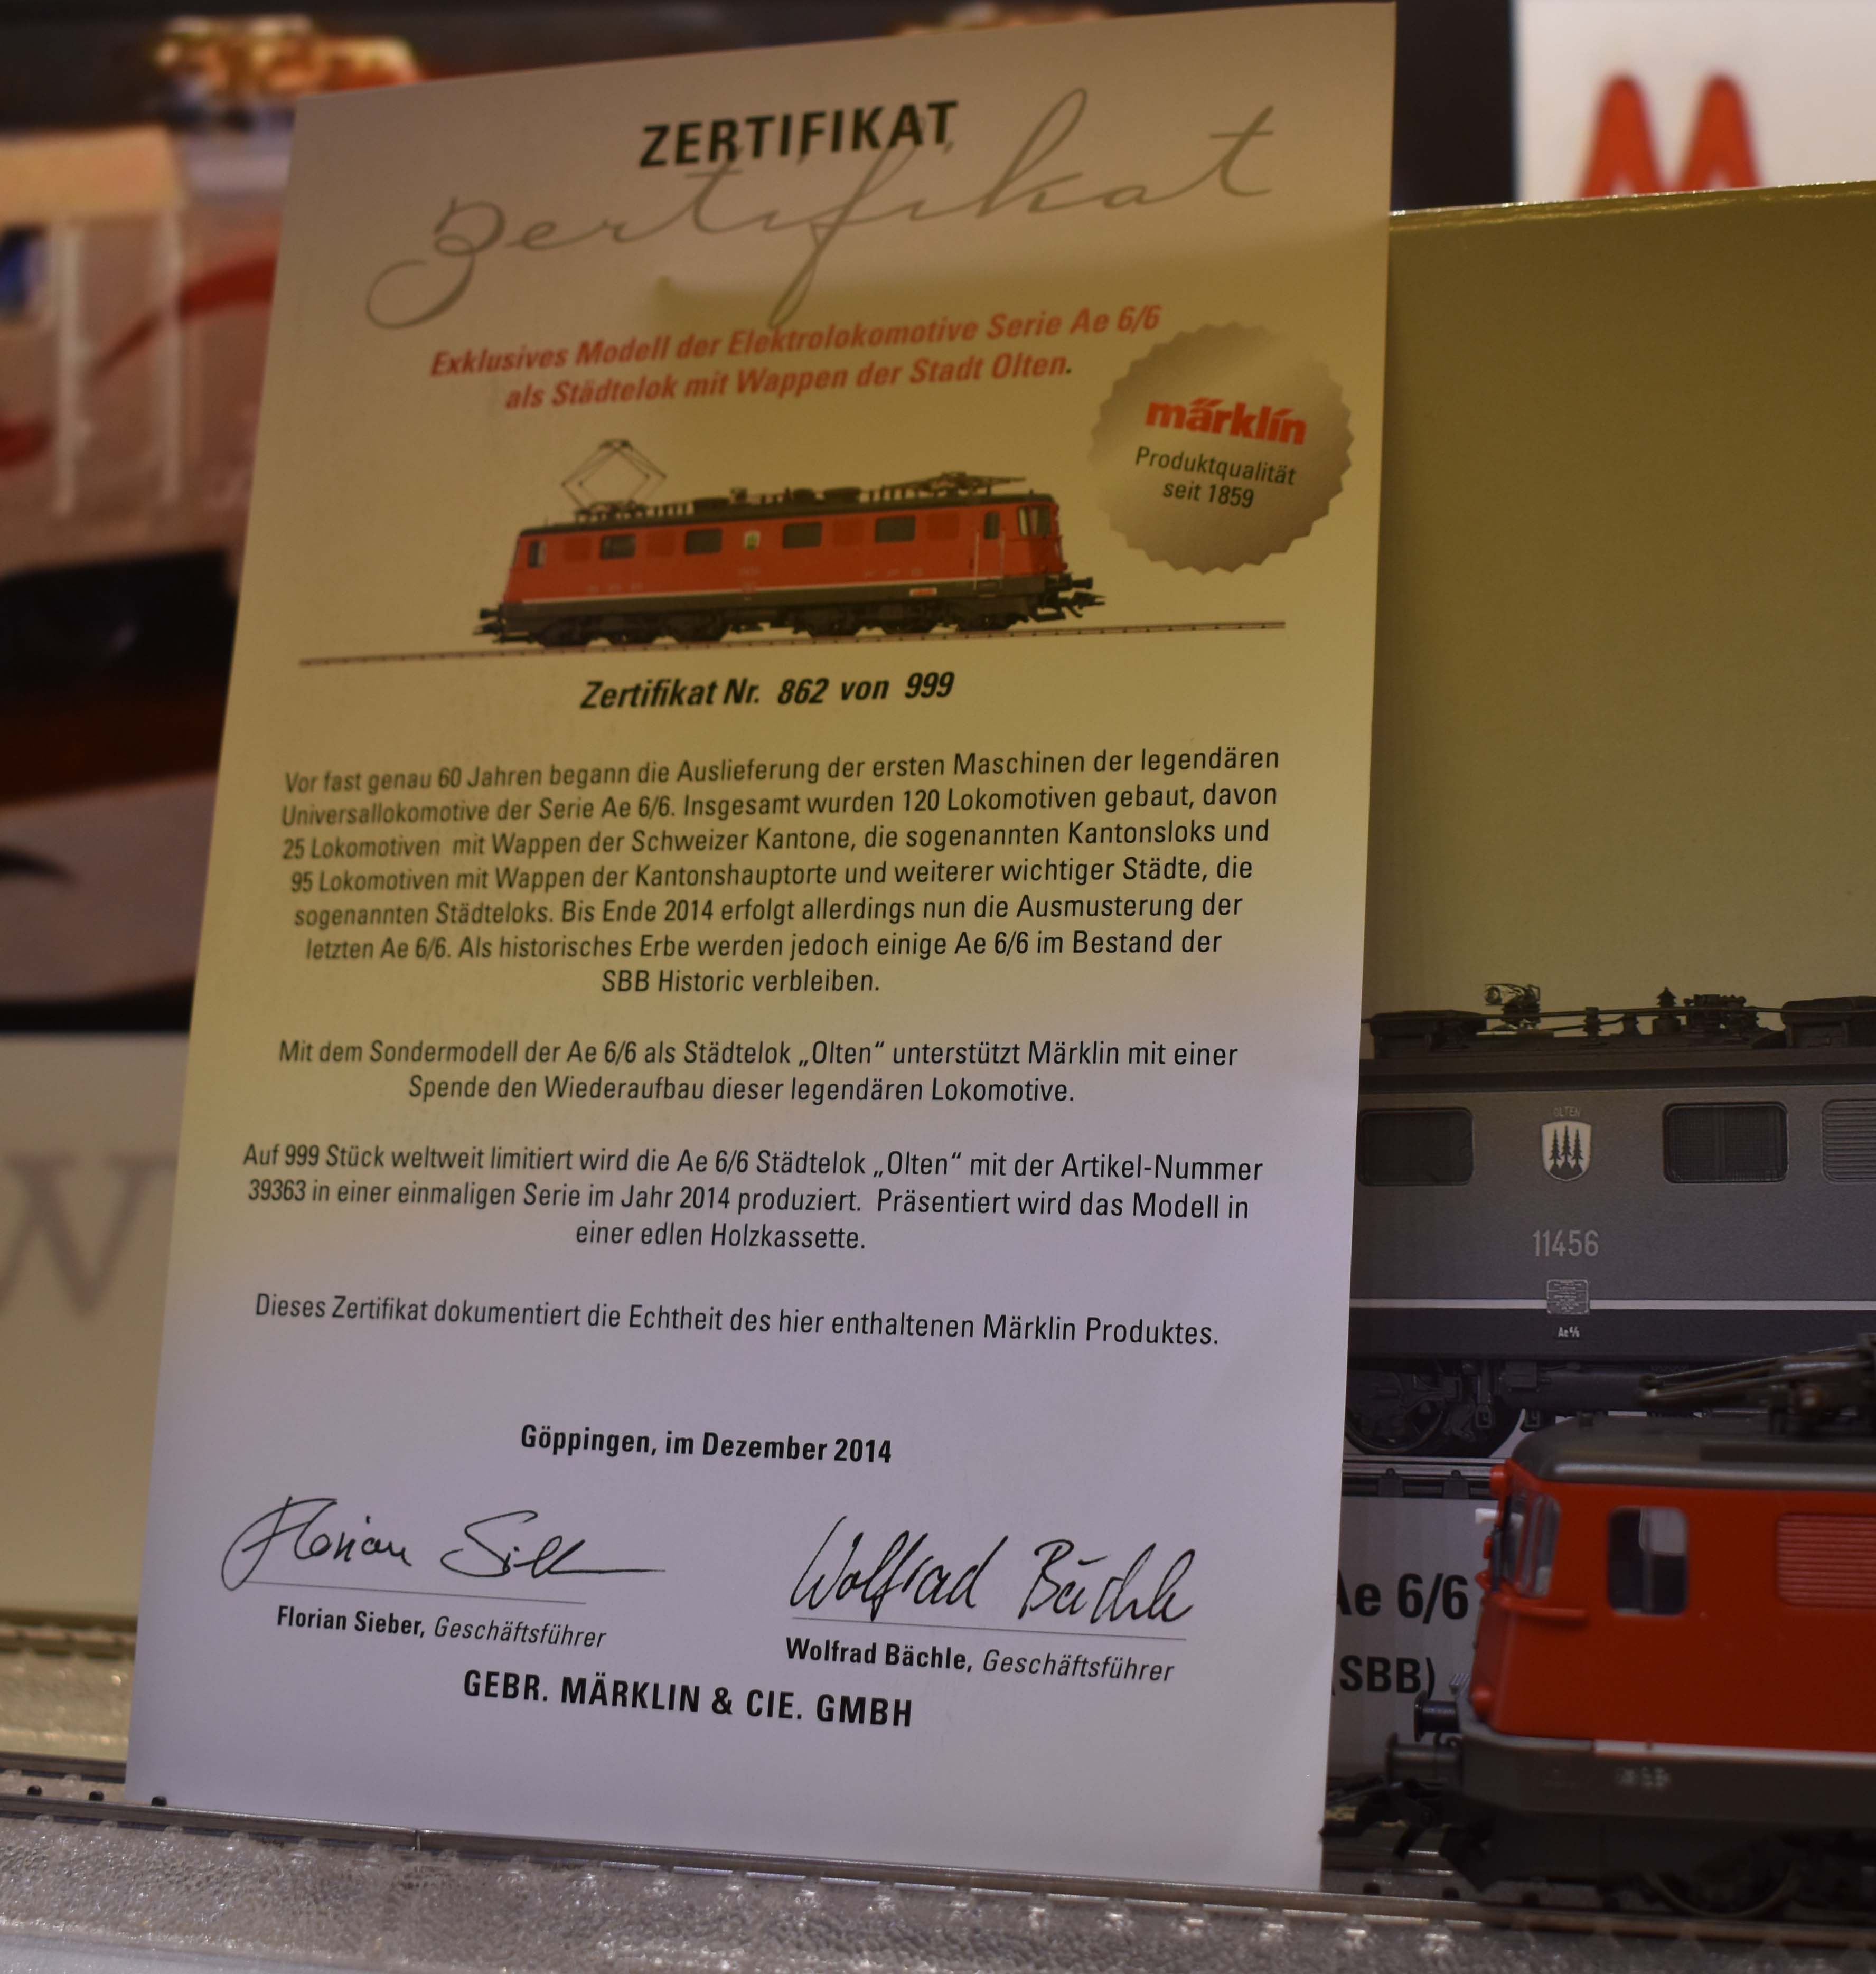 ZERTIFIKAT
Zertifikat
Exklusives Modell der Elektrolokomotive Serie Ae 6/6
als Städtelok mit Wappen der Stadt Olten.
märklin
Produktqualität
seit 1859
Zertifikat Nr. 862 von 999
Vor fast genau 60 Jahren begann die Auslieferung der ersten Maschinen der legendären
Universallokomotive der Serie Ae 6/6. Insgesamt wurden 120 Lokomotiven gebaut, davon
25 Lokomotiven mit Wappen der Schweizer Kantone, die sogenannten Kantonsloks und
95 Lokomotiven mit Wappen der Kantonshauptorte und weiterer wichtiger Städte, die
sogenannten Städteloks. Bis Ende 2014 erfolgt allerdings nun die Ausmusterung der
letzten Ae 6/6. Als historisches Erbe werden jedoch einige Ae 6/6 im Bestand der
SBB Historic verbleiben.
Mit dem Sondermodell der Ae 6/6 als Städtelok „Olten“ unterstützt Märklin mit einer
Spende den Wiederaufbau dieser legendären Lokomotive.
Auf 999 Stück weltweit limitiert wird die Ae 6/6 Städtelok „Olten“ mit der Artikel-Nummer
39363 in einer einmaligen Serie im Jahr 2014 produziert. Präsentiert wird das Modell in
einer edlen Holzkassette.
Dieses Zertifikat dokumentiert die Echtheit des hier enthaltenen Märklin Produktes.
Göppingen, im Dezember 2014
Florian Sieber, Geschäftsführer
Wolfrad Bächle
Wolfrad Bächle, Geschäftsführer
GEBR. MÄRKLIN & CIE. GMBH
OLTEN
11456
Ae 6/6
Ae 6/6
(SBB)
W